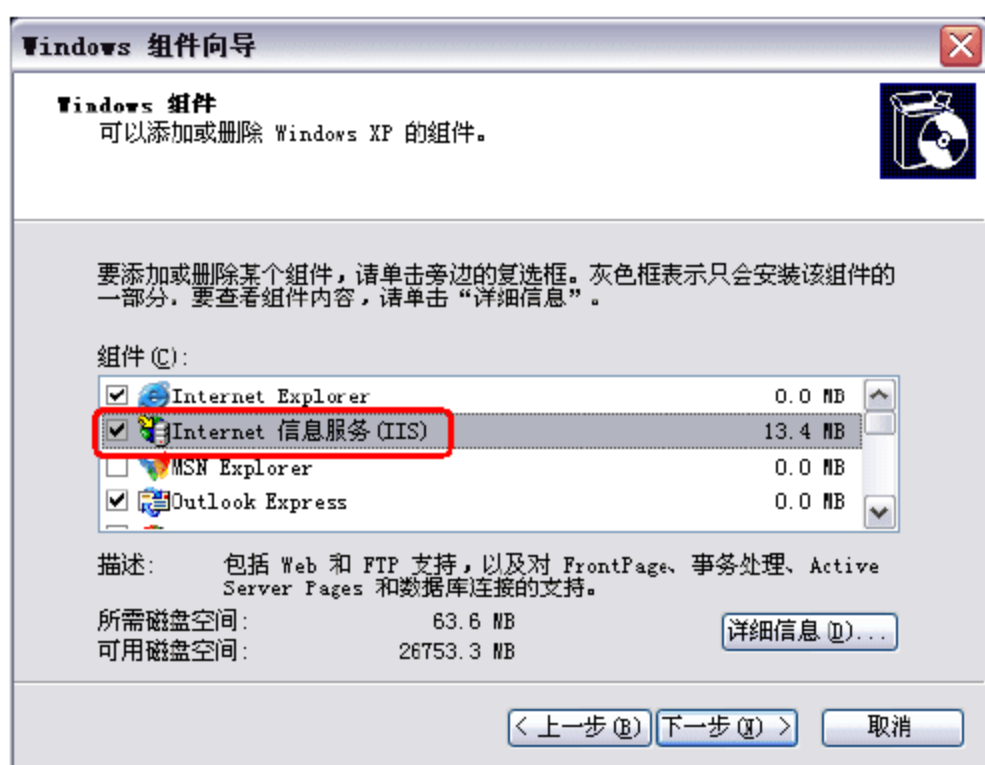 Windows 组件向导
Windows 组件
可以添加或删除 Windows XP 的组件。
要添加或删除某个组件，请单击旁边的复选框。灰色框表示只会安装该组件的
一部分。要查看组件内容，请单击“详细信息”。
组件(C):
Internet Explorer 0.0 MB
Internet 信息服务(IIS) 13.4 MB
MSN Explorer 0.0 MB
Outlook Express 0.0 MB
描述: 包括 Web 和 FTP 支持，以及对 FrontPage、事务处理、Active
Server Pages 和数据库连接的支持。
所需磁盘空间: 63.6 MB
可用磁盘空间: 26753.3 MB
详细信息(D)...
< 上一步(B) 下一步(N) > 取消